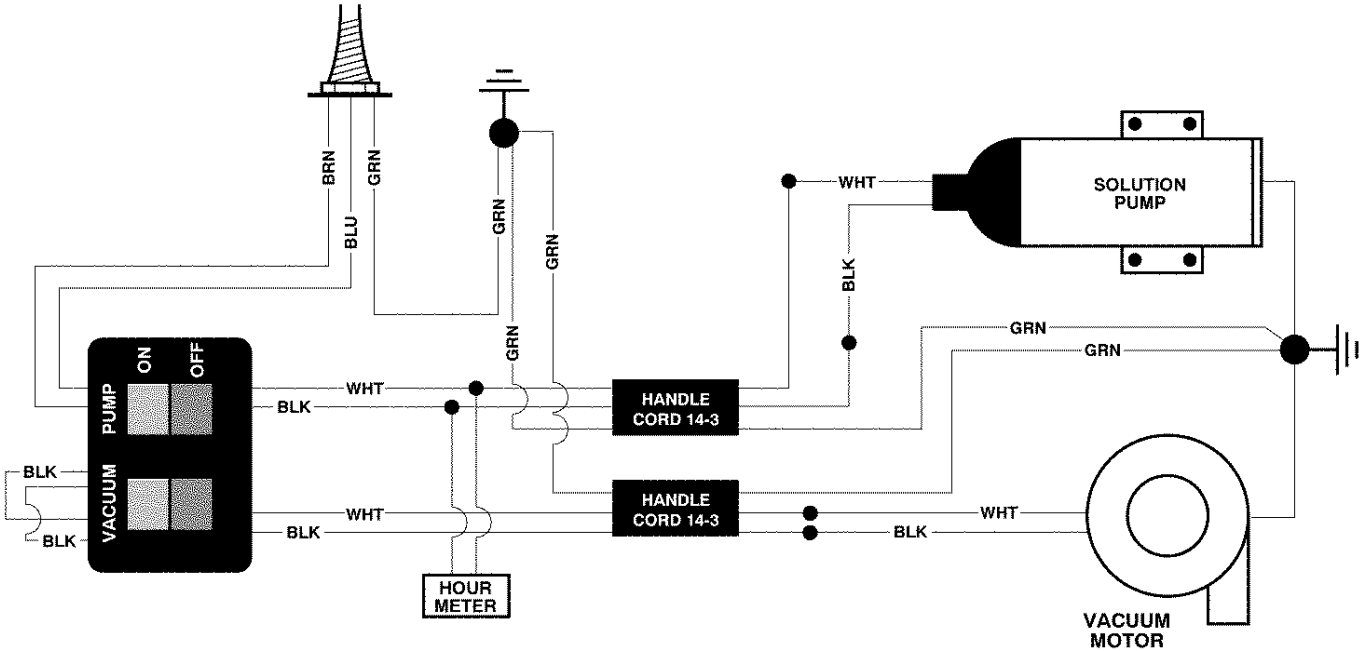 BRN
GRN
BLU
GRN
GRN
GRN
WHT
BLK
SOLUTION
PUMP
GRN
GRN
ON
OFF
PUMP
VACUUM
WHT
BLK
HANDLE
CORD 14-3
BLK
BLK
WHT
BLK
HANDLE
CORD 14-3
WHT
BLK
HOUR
METER
VACUUM
MOTOR